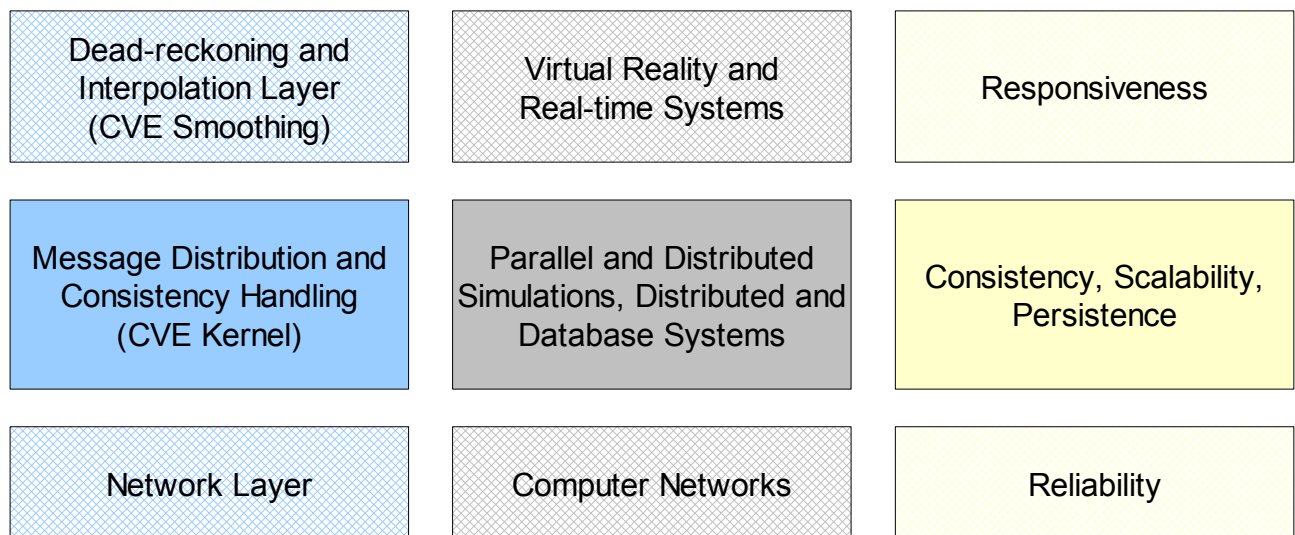 Dead-reckoning and
Interpolation Layer
(CVE Smoothing)
Virtual Reality and
Real-time Systems
Responsiveness
Message Distribution and
Consistency Handling
(CVE Kernel)
Parallel and Distributed
Simulations, Distributed and
Database Systems
Consistency, Scalability,
Persistence
Network Layer
Computer Networks
Reliability